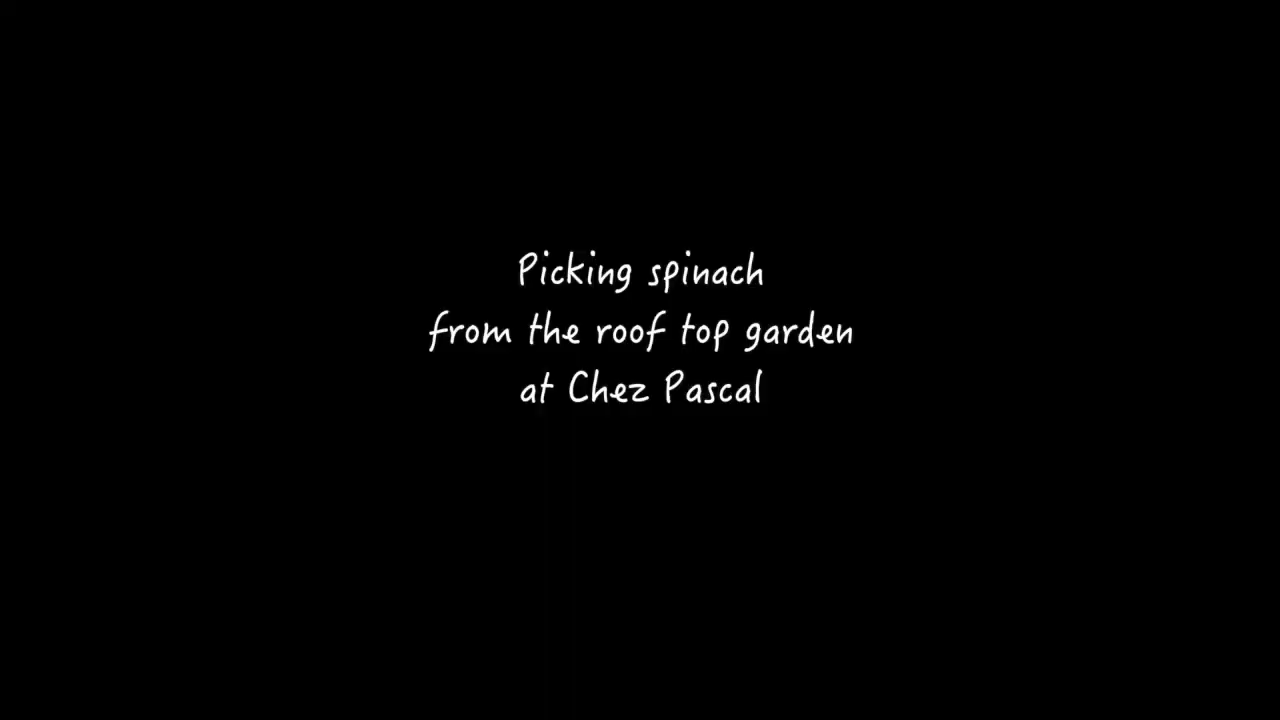 Picking spinach
from the roof top garden
at Chez Pascal